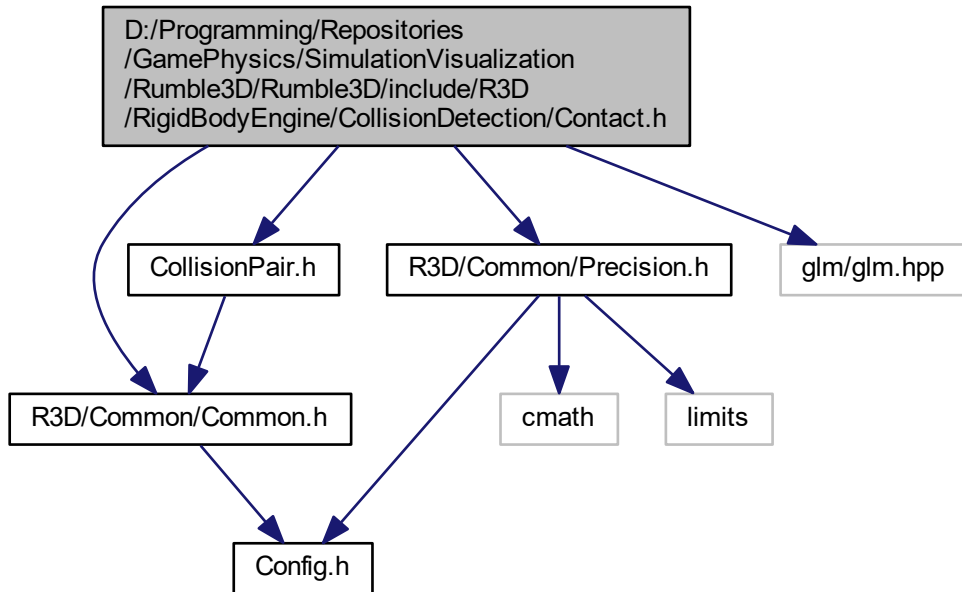 D:/Programming/Repositories
/GamePhysics/SimulationVisualization
/Rumble3D/Rumble3D/include/R3D
/RigidBodyEngine/CollisionDetection/Contact.h
CollisionPair.h
R3D/Common/Precision.h
glm/glm.hpp
R3D/Common/Common.h
cmath
limits
Config.h